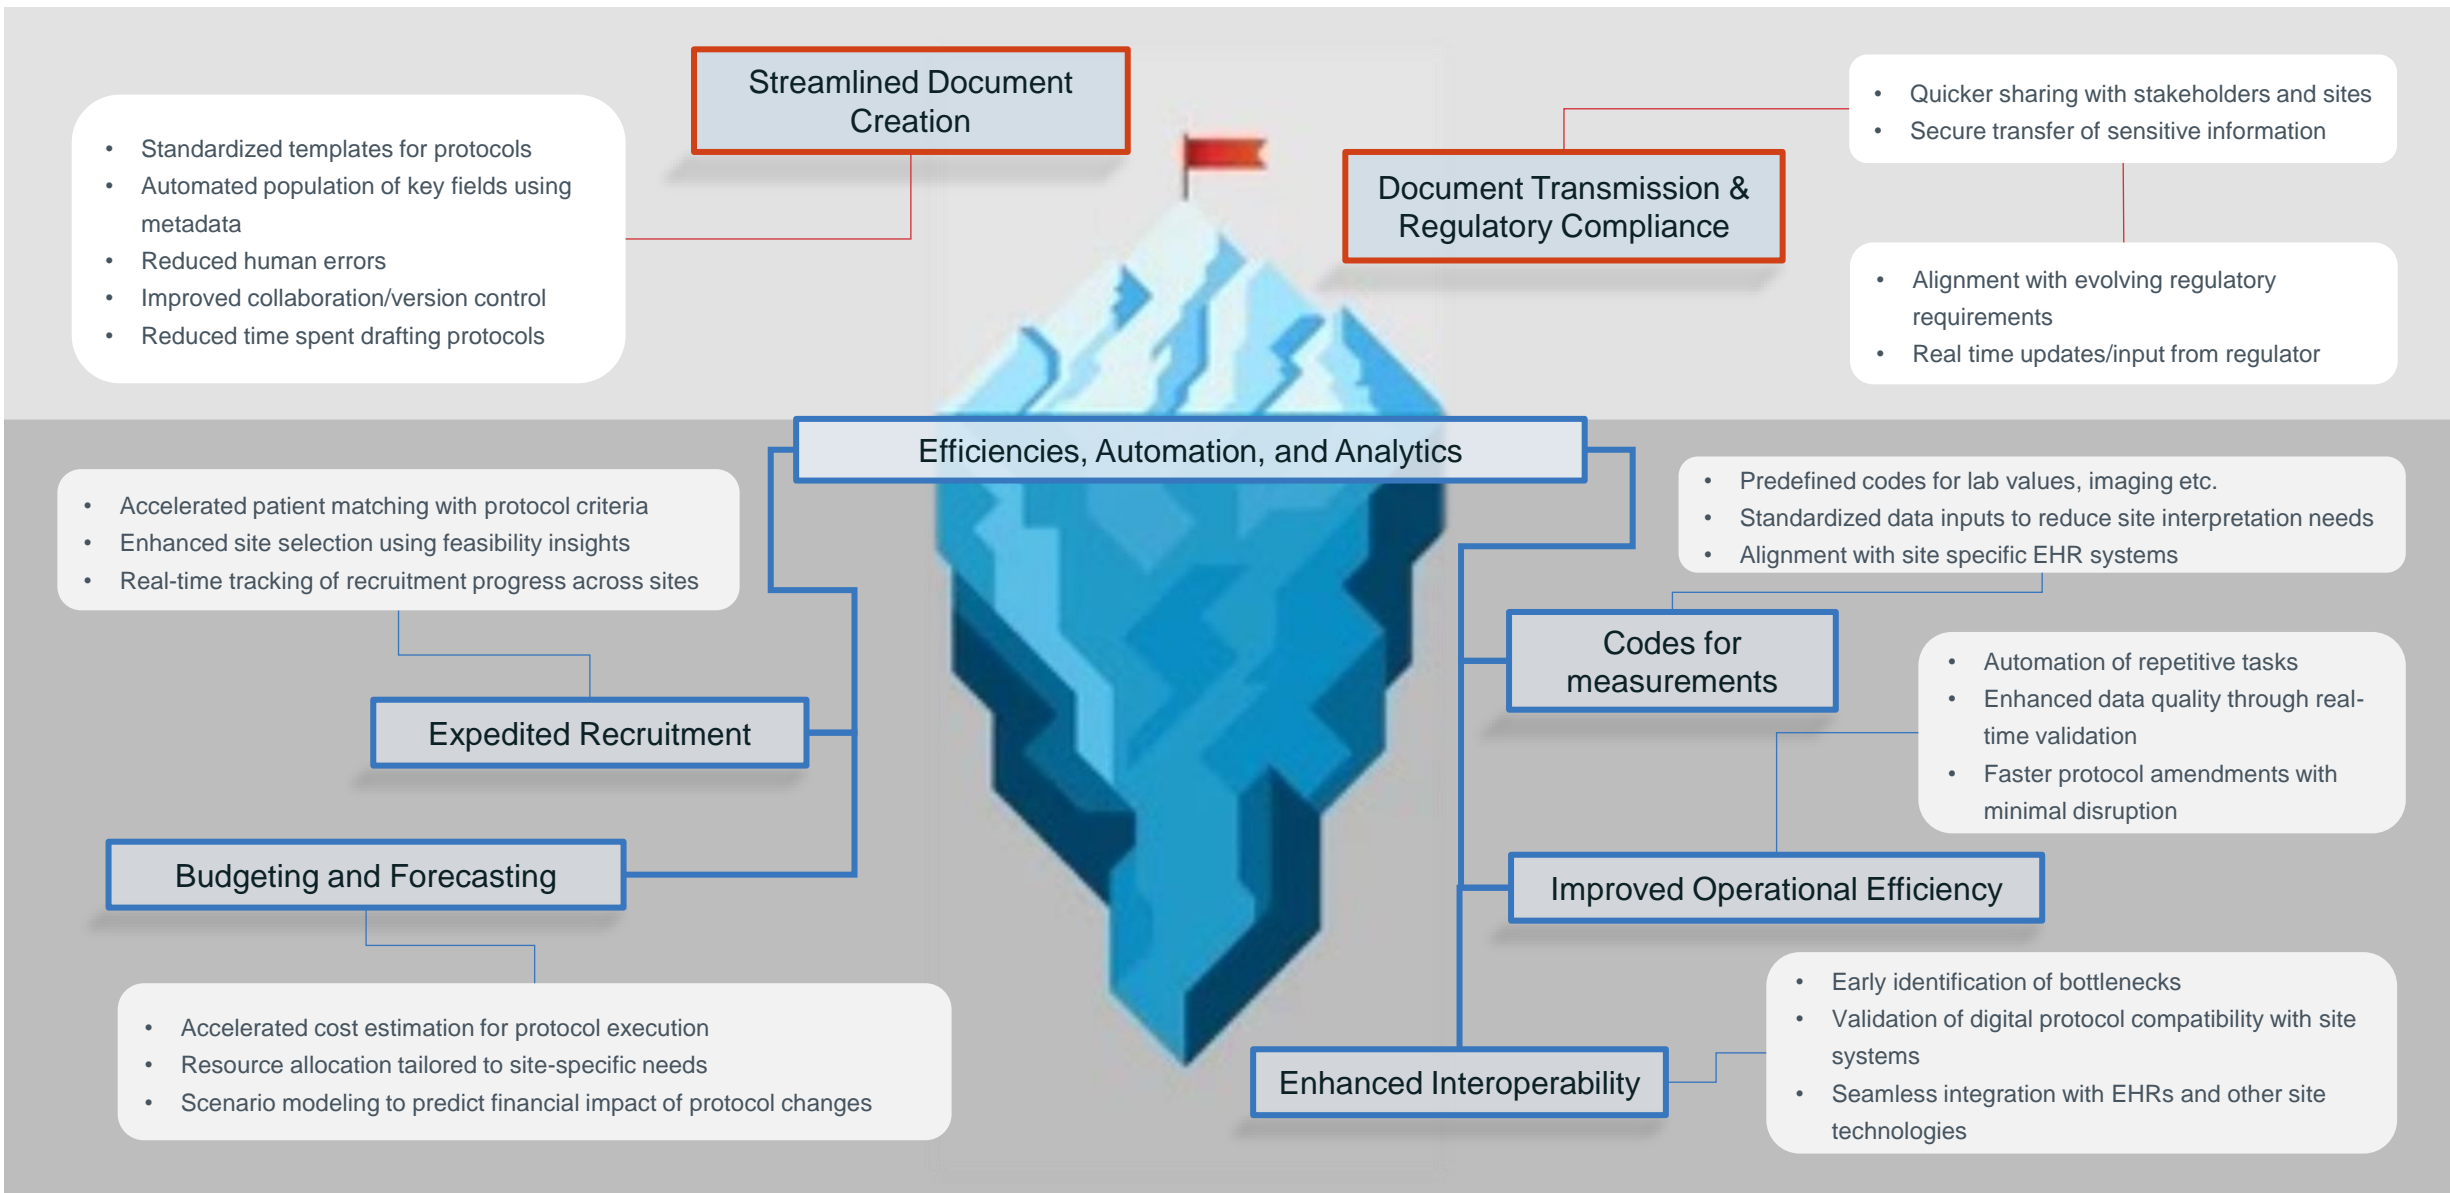 Streamlined Document
Creation
• Standardized templates for protocols
• Automated population of key fields using
metadata
• Reduced human errors
• Improved collaboration/version control
• Reduced time spent drafting protocols
Document Transmission &
Regulatory Compliance
• Quicker sharing with stakeholders and sites
• Secure transfer of sensitive information
• Alignment with evolving regulatory
requirements
• Real time updates/input from regulator
Efficiencies, Automation, and Analytics
• Accelerated patient matching with protocol criteria
• Enhanced site selection using feasibility insights
• Real-time tracking of recruitment progress across sites
Expedited Recruitment
Budgeting and Forecasting
• Accelerated cost estimation for protocol execution
• Resource allocation tailored to site-specific needs
• Scenario modeling to predict financial impact of protocol changes
• Predefined codes for lab values, imaging etc.
• Standardized data inputs to reduce site interpretation needs
• Alignment with site specific EHR systems
Codes for
measurements
• Automation of repetitive tasks
• Enhanced data quality through real-
time validation
• Faster protocol amendments with
minimal disruption
Improved Operational Efficiency
• Early identification of bottlenecks
• Validation of digital protocol compatibility with site
systems
• Seamless integration with EHRs and other site
technologies
Enhanced Interoperability